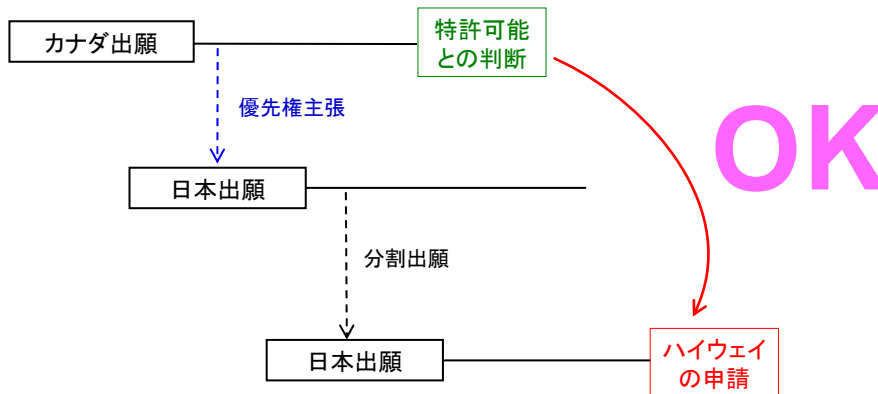 カナダ出願
特許可能
との判断
優先権主張
OK
日本出願
分割出願
日本出願
ハイウェイ
の申請